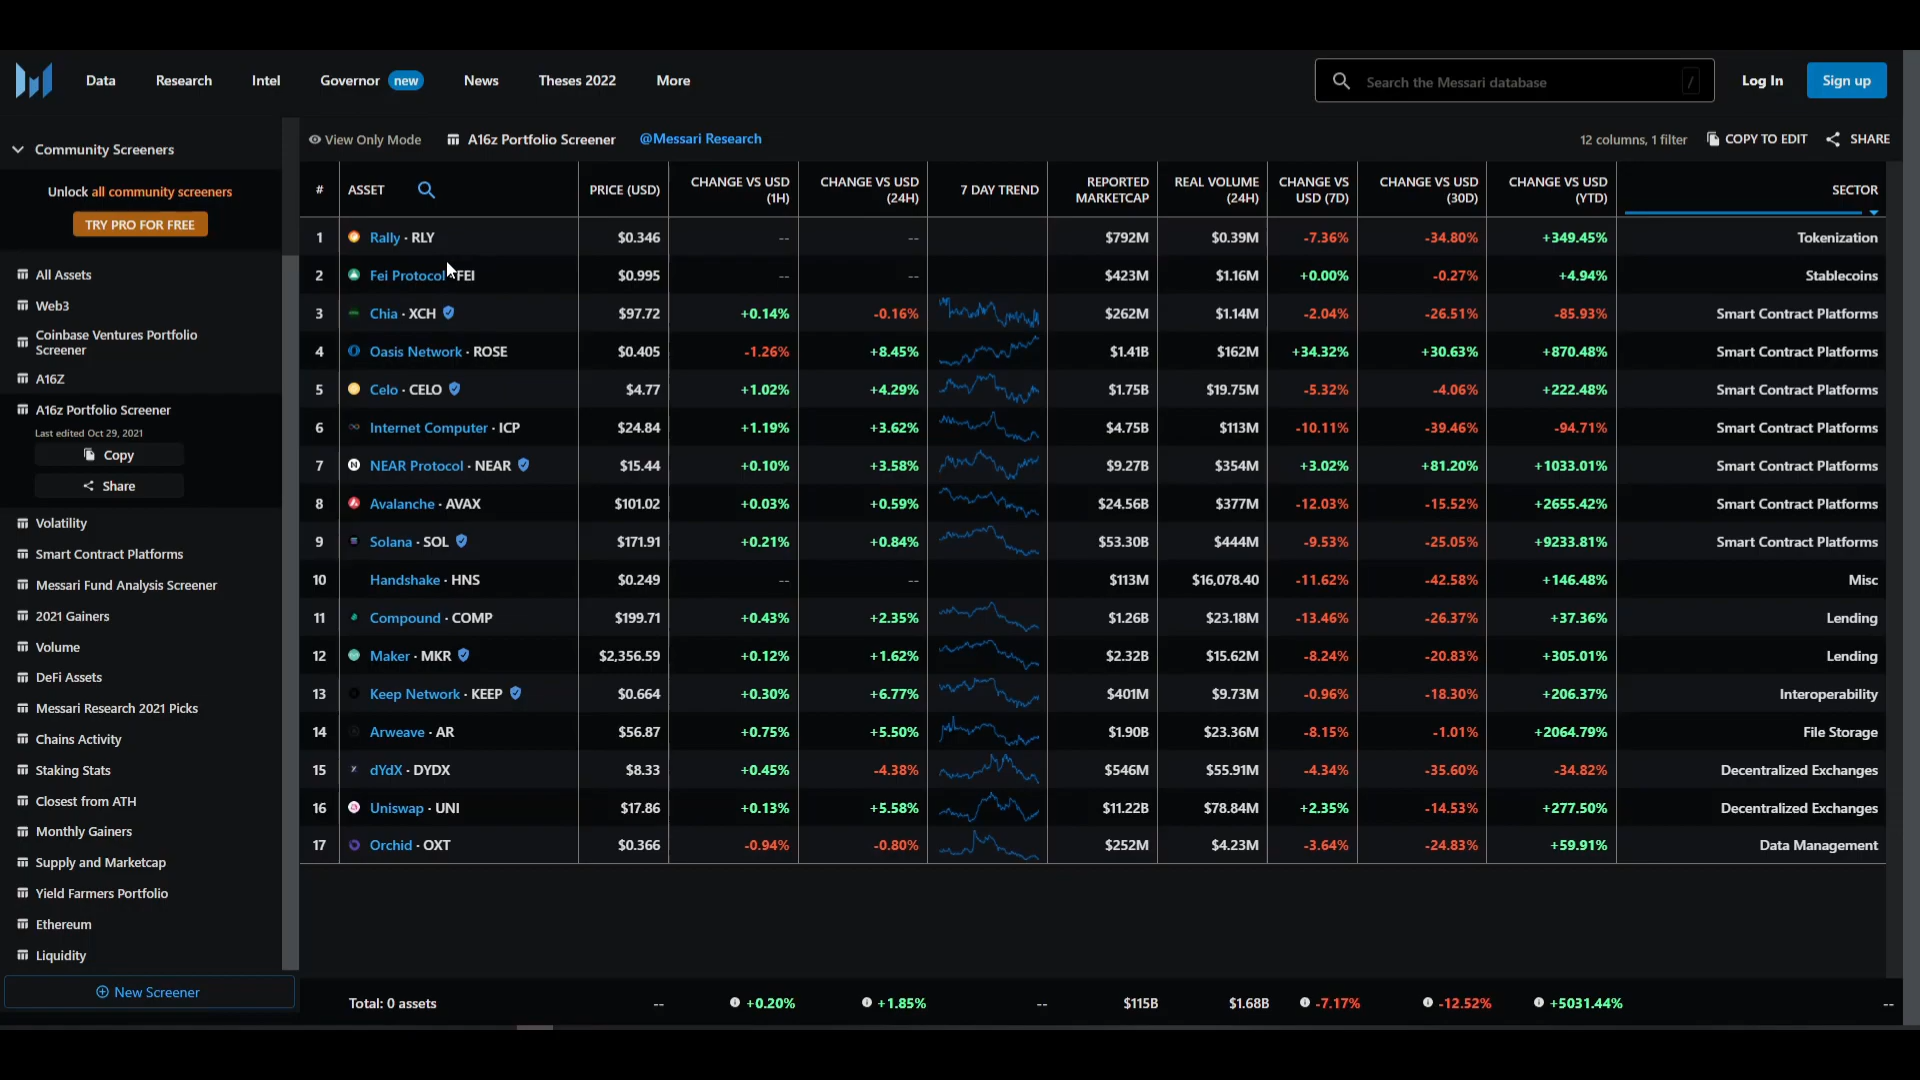 Data Research Intel Governor new News Theses 2022 More Search the Messari database / Log In Sign up
Community Screeners
Unlock all community screeners
TRY PRO FOR FREE
All Assets
Web3
Coinbase Ventures Portfolio
Screener
A16Z
A16z Portfolio Screener
Last edited Oct 29, 2021
Copy
Share
Volatility
Smart Contract Platforms
Messari Fund Analysis Screener
2021 Gainers
Volume
DeFi Assets
Messari Research 2021 Picks
Chains Activity
Staking Stats
Closest from ATH
Monthly Gainers
Supply and Marketcap
Yield Farmers Portfolio
Ethereum
Liquidity
New Screener
View Only Mode A16z Portfolio Screener @Messari Research 12 columns, 1 filter COPY TO EDIT SHARE
# ASSET PRICE (USD) CHANGE VS USD (1H) CHANGE VS USD (24H) 7 DAY TREND REPORTED MARKETCAP REAL VOLUME (24H) CHANGE VS USD (7D) CHANGE VS USD (30D) CHANGE VS USD (YTD) SECTOR
1 Rally · RLY $0.346 -- -- $792M $0.39M -7.36% -34.80% +349.45% Tokenization
2 Fei Protocol FEI $0.995 -- -- $423M $1.16M +0.00% -0.27% +4.94% Stablecoins
3 Chia · XCH $97.72 +0.14% -0.16% $262M $1.14M -2.04% -26.51% -85.93% Smart Contract Platforms
4 Oasis Network · ROSE $0.405 -1.26% +8.45% $1.41B $162M +34.32% +30.63% +870.48% Smart Contract Platforms
5 Celo · CELO $4.77 +1.02% +4.29% $1.75B $19.75M -5.32% -4.06% +222.48% Smart Contract Platforms
6 Internet Computer · ICP $24.84 +1.19% +3.62% $4.75B $113M -10.11% -39.46% -94.71% Smart Contract Platforms
7 NEAR Protocol · NEAR $15.44 +0.10% +3.58% $9.27B $354M +3.02% +81.20% +1033.01% Smart Contract Platforms
8 Avalanche · AVAX $101.02 +0.03% +0.59% $24.56B $377M -12.03% -15.52% +2655.42% Smart Contract Platforms
9 Solana · SOL $171.91 +0.21% +0.84% $53.30B $444M -9.53% -25.05% +9233.81% Smart Contract Platforms
10 Handshake · HNS $0.249 -- -- $113M $16,078.40 -11.62% -42.58% +146.48% Misc
11 Compound · COMP $199.71 +0.43% +2.35% $1.26B $23.18M -13.46% -26.37% +37.36% Lending
12 Maker · MKR $2,356.59 +0.12% +1.62% $2.32B $15.62M -8.24% -20.83% +305.01% Lending
13 Keep Network · KEEP $0.664 +0.30% +6.77% $401M $9.73M -0.96% -18.30% +206.37% Interoperability
14 Arweave · AR $56.87 +0.75% +5.50% $1.90B $23.36M -8.15% -1.01% +2064.79% File Storage
15 dYdX · DYDX $8.33 +0.45% -4.38% $546M $55.91M -4.34% -35.60% -34.82% Decentralized Exchanges
16 Uniswap · UNI $17.86 +0.13% +5.58% $11.22B $78.84M +2.35% -14.53% +277.50% Decentralized Exchanges
17 Orchid · OXT $0.366 -0.94% -0.80% $252M $4.23M -3.64% -24.83% +59.91% Data Management
Total: 0 assets -- +0.20% +1.85% -- $115B $1.68B -7.17% -12.52% +5031.44% --